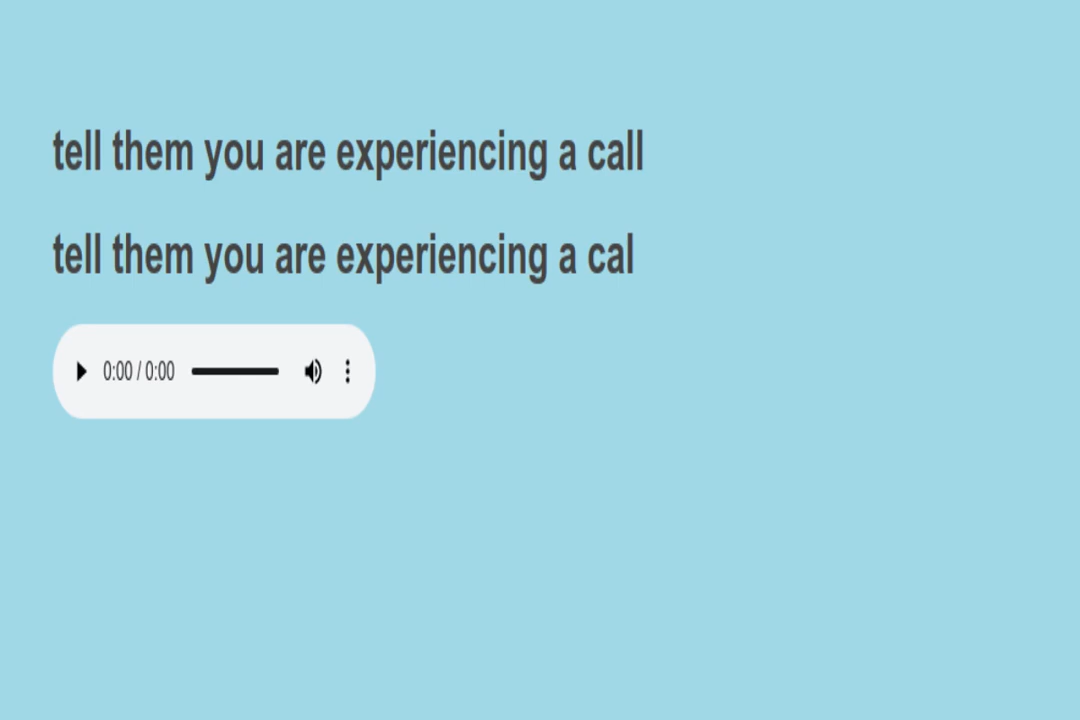 tell them you are experiencing a call
tell them you are experiencing a cal
0:00 / 0:00